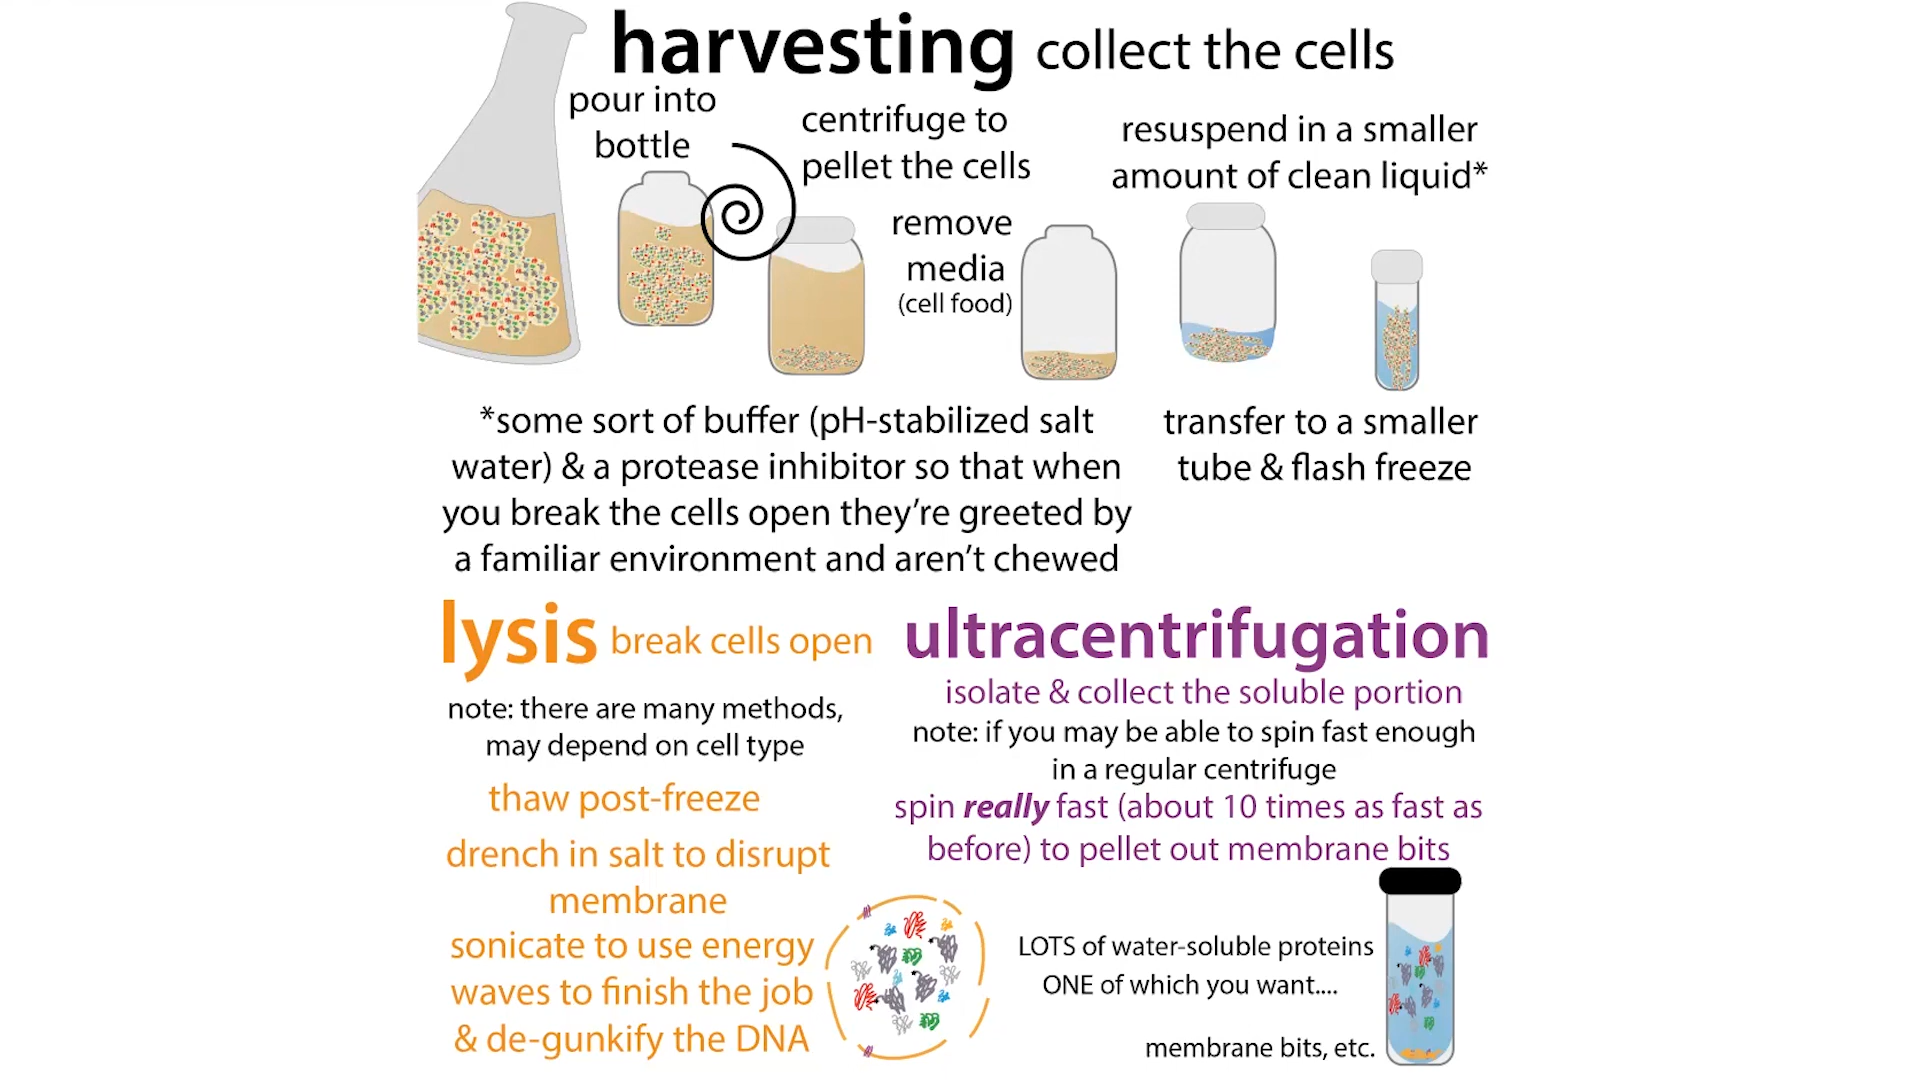 harvesting collect the cells
pour into
bottle
centrifuge to
pellet the cells
remove
media
(cell food)
resuspend in a smaller
amount of clean liquid*
*some sort of buffer (pH-stabilized salt
water) & a protease inhibitor so that when
you break the cells open they’re greeted by
a familiar environment and aren’t chewed
transfer to a smaller
tube & flash freeze
lysis break cells open
note: there are many methods,
may depend on cell type
thaw post-freeze
drench in salt to disrupt
membrane
sonicate to use energy
waves to finish the job
& de-gunkify the DNA
ultracentrifugation
isolate & collect the soluble portion
note: if you may be able to spin fast enough
in a regular centrifuge
spin really fast (about 10 times as fast as
before) to pellet out membrane bits
LOTS of water-soluble proteins
ONE of which you want....
membrane bits, etc.